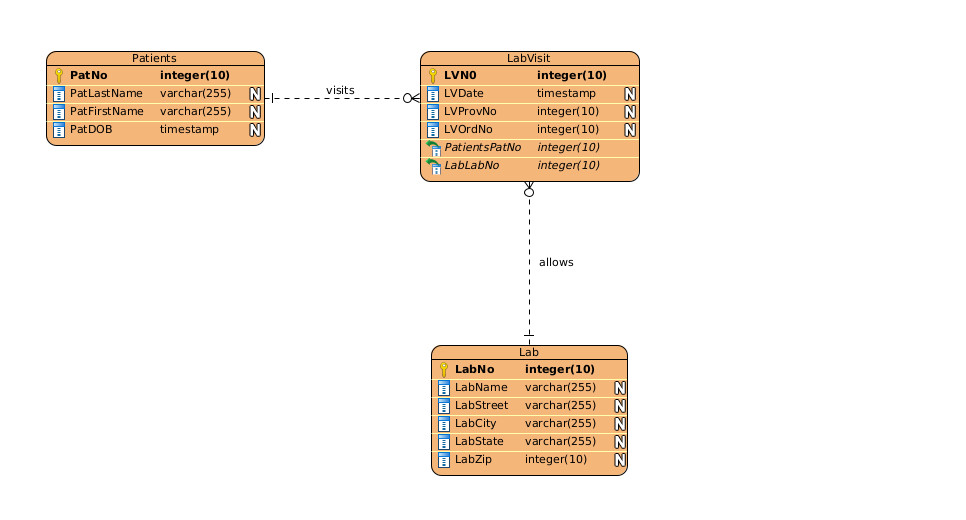 Patients
PatNo integer(10)
PatLastName varchar(255) N
PatFirstName varchar(255) N
PatDOB timestamp N
visits
LabVisit
LVN0 integer(10)
LVDate timestamp N
LVProvNo integer(10) N
LVOrdNo integer(10) N
PatientsPatNo integer(10)
LabLabNo integer(10)
allows
Lab
LabNo integer(10)
LabName varchar(255) N
LabStreet varchar(255) N
LabCity varchar(255) N
LabState varchar(255) N
LabZip integer(10) N